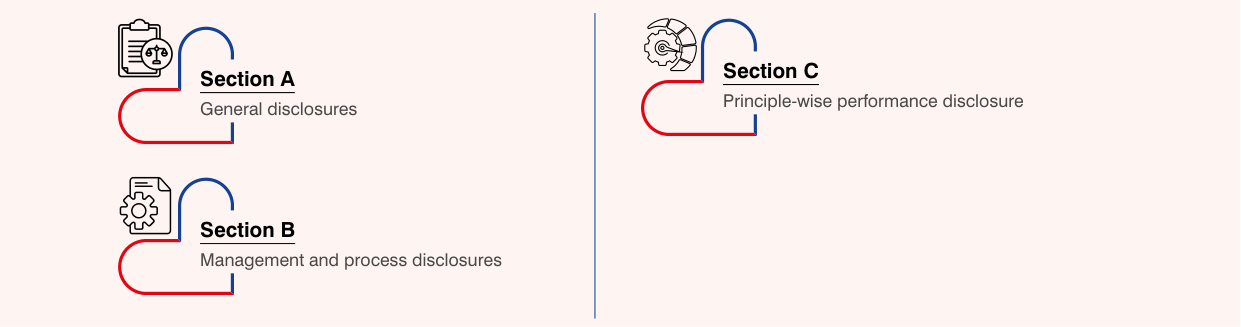 Section A
General disclosures
Section B
Management and process disclosures
Section C
Principle-wise performance disclosure